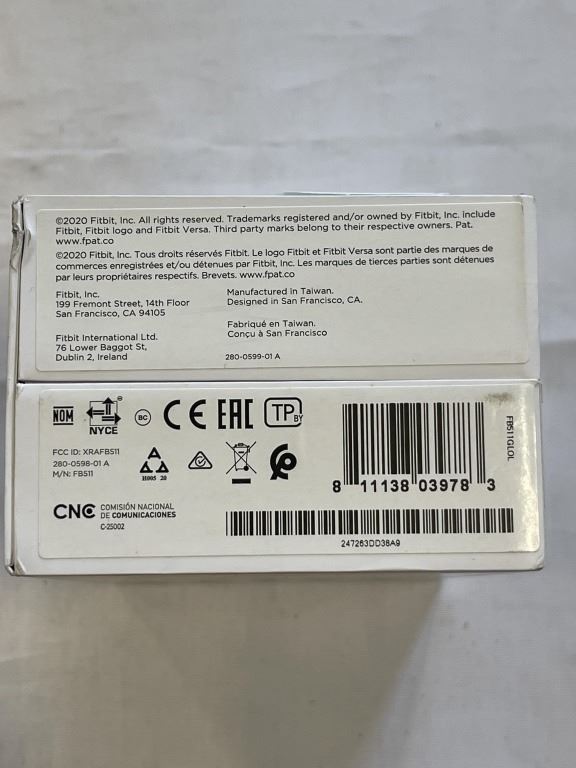 ©2020 Fitbit, Inc. All rights reserved. Trademarks registered and/or owned by Fitbit, Inc. include
Fitbit, Fitbit logo and Fitbit Versa. Third party marks belong to their respective owners. Pat.
www.fpat.co
©2020 Fitbit, Inc. Tous droits réservés Fitbit. Le logo Fitbit et Fitbit Versa sont partie des marques de
commerces enregistrées et/ou détenues par Fitbit, Inc. Les marques de tierces parties sont détenues
par leurs propriétaires respectifs. Brevets. www.fpat.co
Fitbit, Inc.
199 Fremont Street, 14th Floor
San Francisco, CA 94105
Manufactured in Taiwan.
Designed in San Francisco, CA.
Fitbit International Ltd.
76 Lower Baggot St,
Dublin 2, Ireland
Fabriqué en Taiwan.
Conçu à San Francisco
280-0599-01 A
NOM
NYCE
BC
CE
EAC
TP BY
FCC ID: XRAFB511
280-0598-01 A
M/N: FB511
H005 20
CNC COMISIÓN NACIONAL
DE COMUNICACIONES
C-25002
8 11138 03978 3
FB511GLOL
247263DD38A9